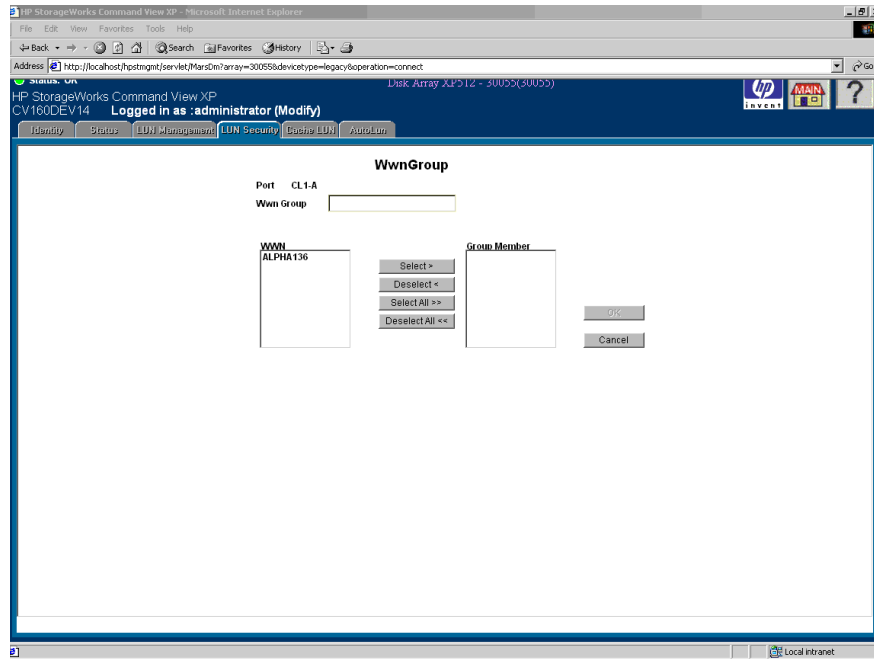 HP StorageWorks Command View XP - Microsoft Internet Explorer
File Edit View Favorites Tools Help
Back Search Favorites History
Address http://localhost/hpstmgmt/servlet/MarsDm?array=30055&devicetype=legacy&operation=connect Go
Status: OK Disk Array XP512 - 30055(30055)
HP StorageWorks Command View XP
CV160DEV14 Logged in as :administrator (Modify)
hp invent MAIN ?
Identity Status LUN Management LUN Security Cache LUN AutoLun
WwnGroup
Port CL1-A
Wwn Group
WWN Group Member
ALPHA136
Select >
Deselect <
Select All >>
Deselect All <<
OK
Cancel
Local intranet